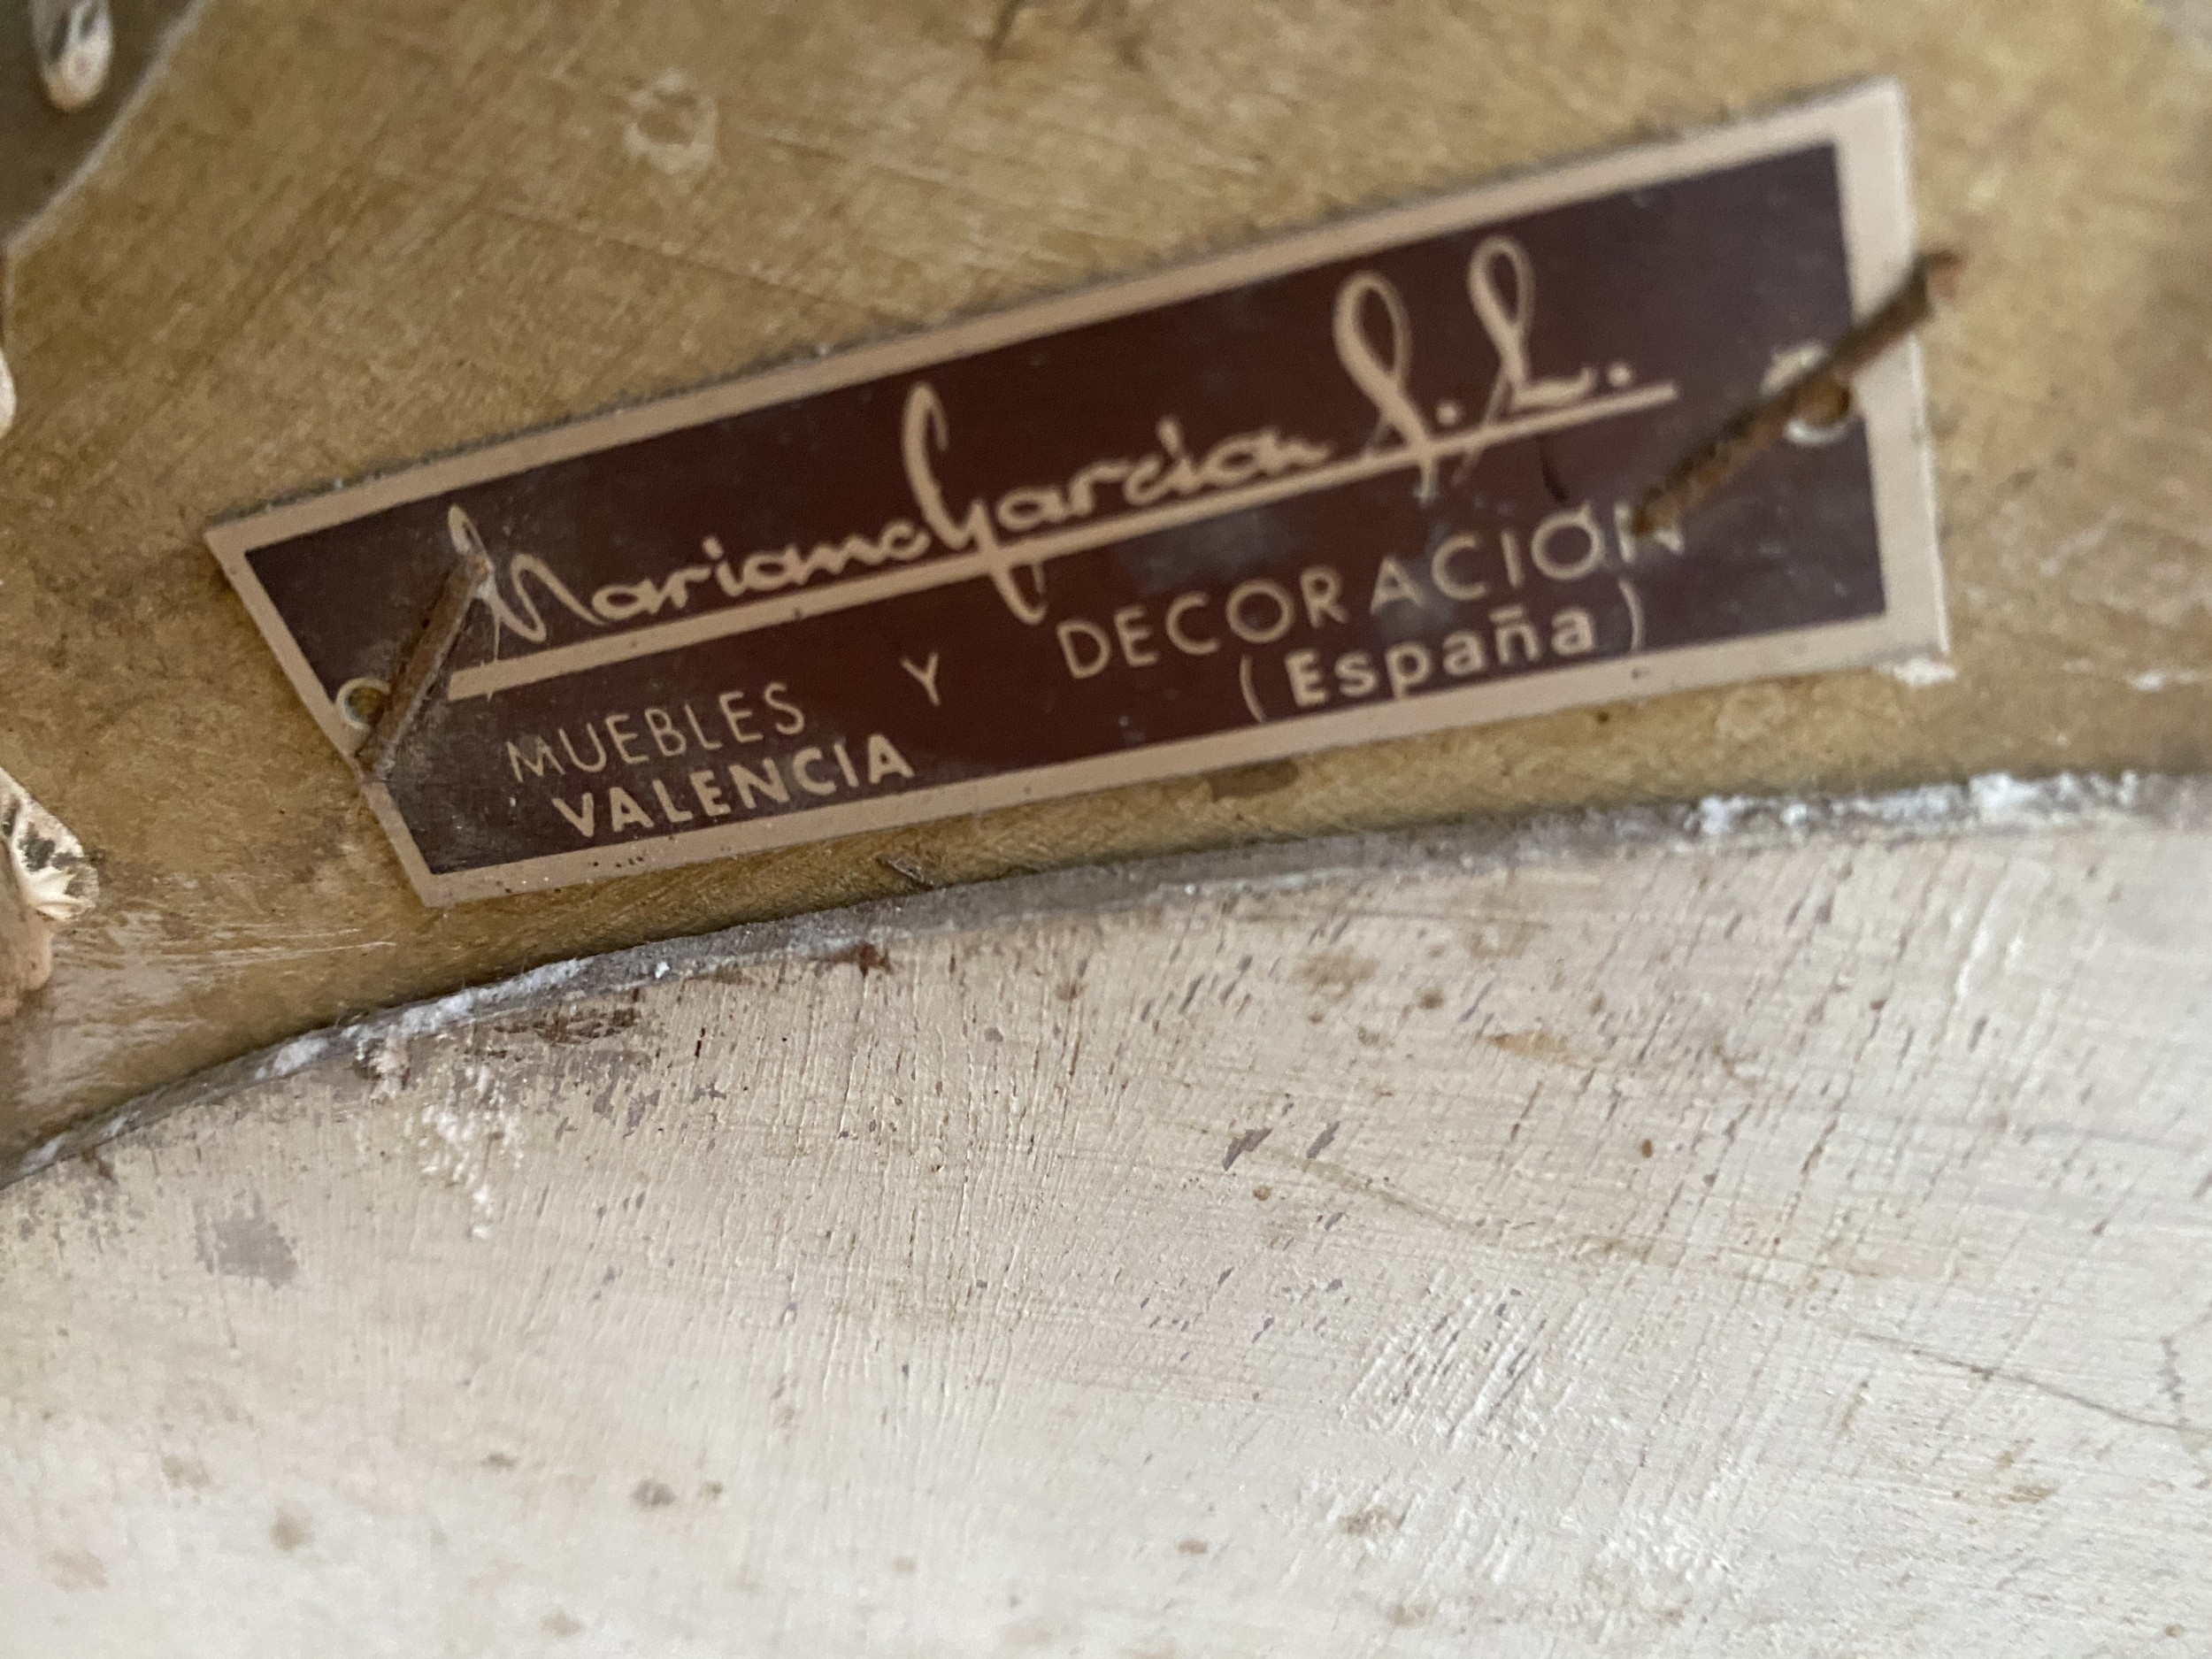 Mariano García S.L.
MUEBLES Y DECORACIÓN
VALENCIA (España)